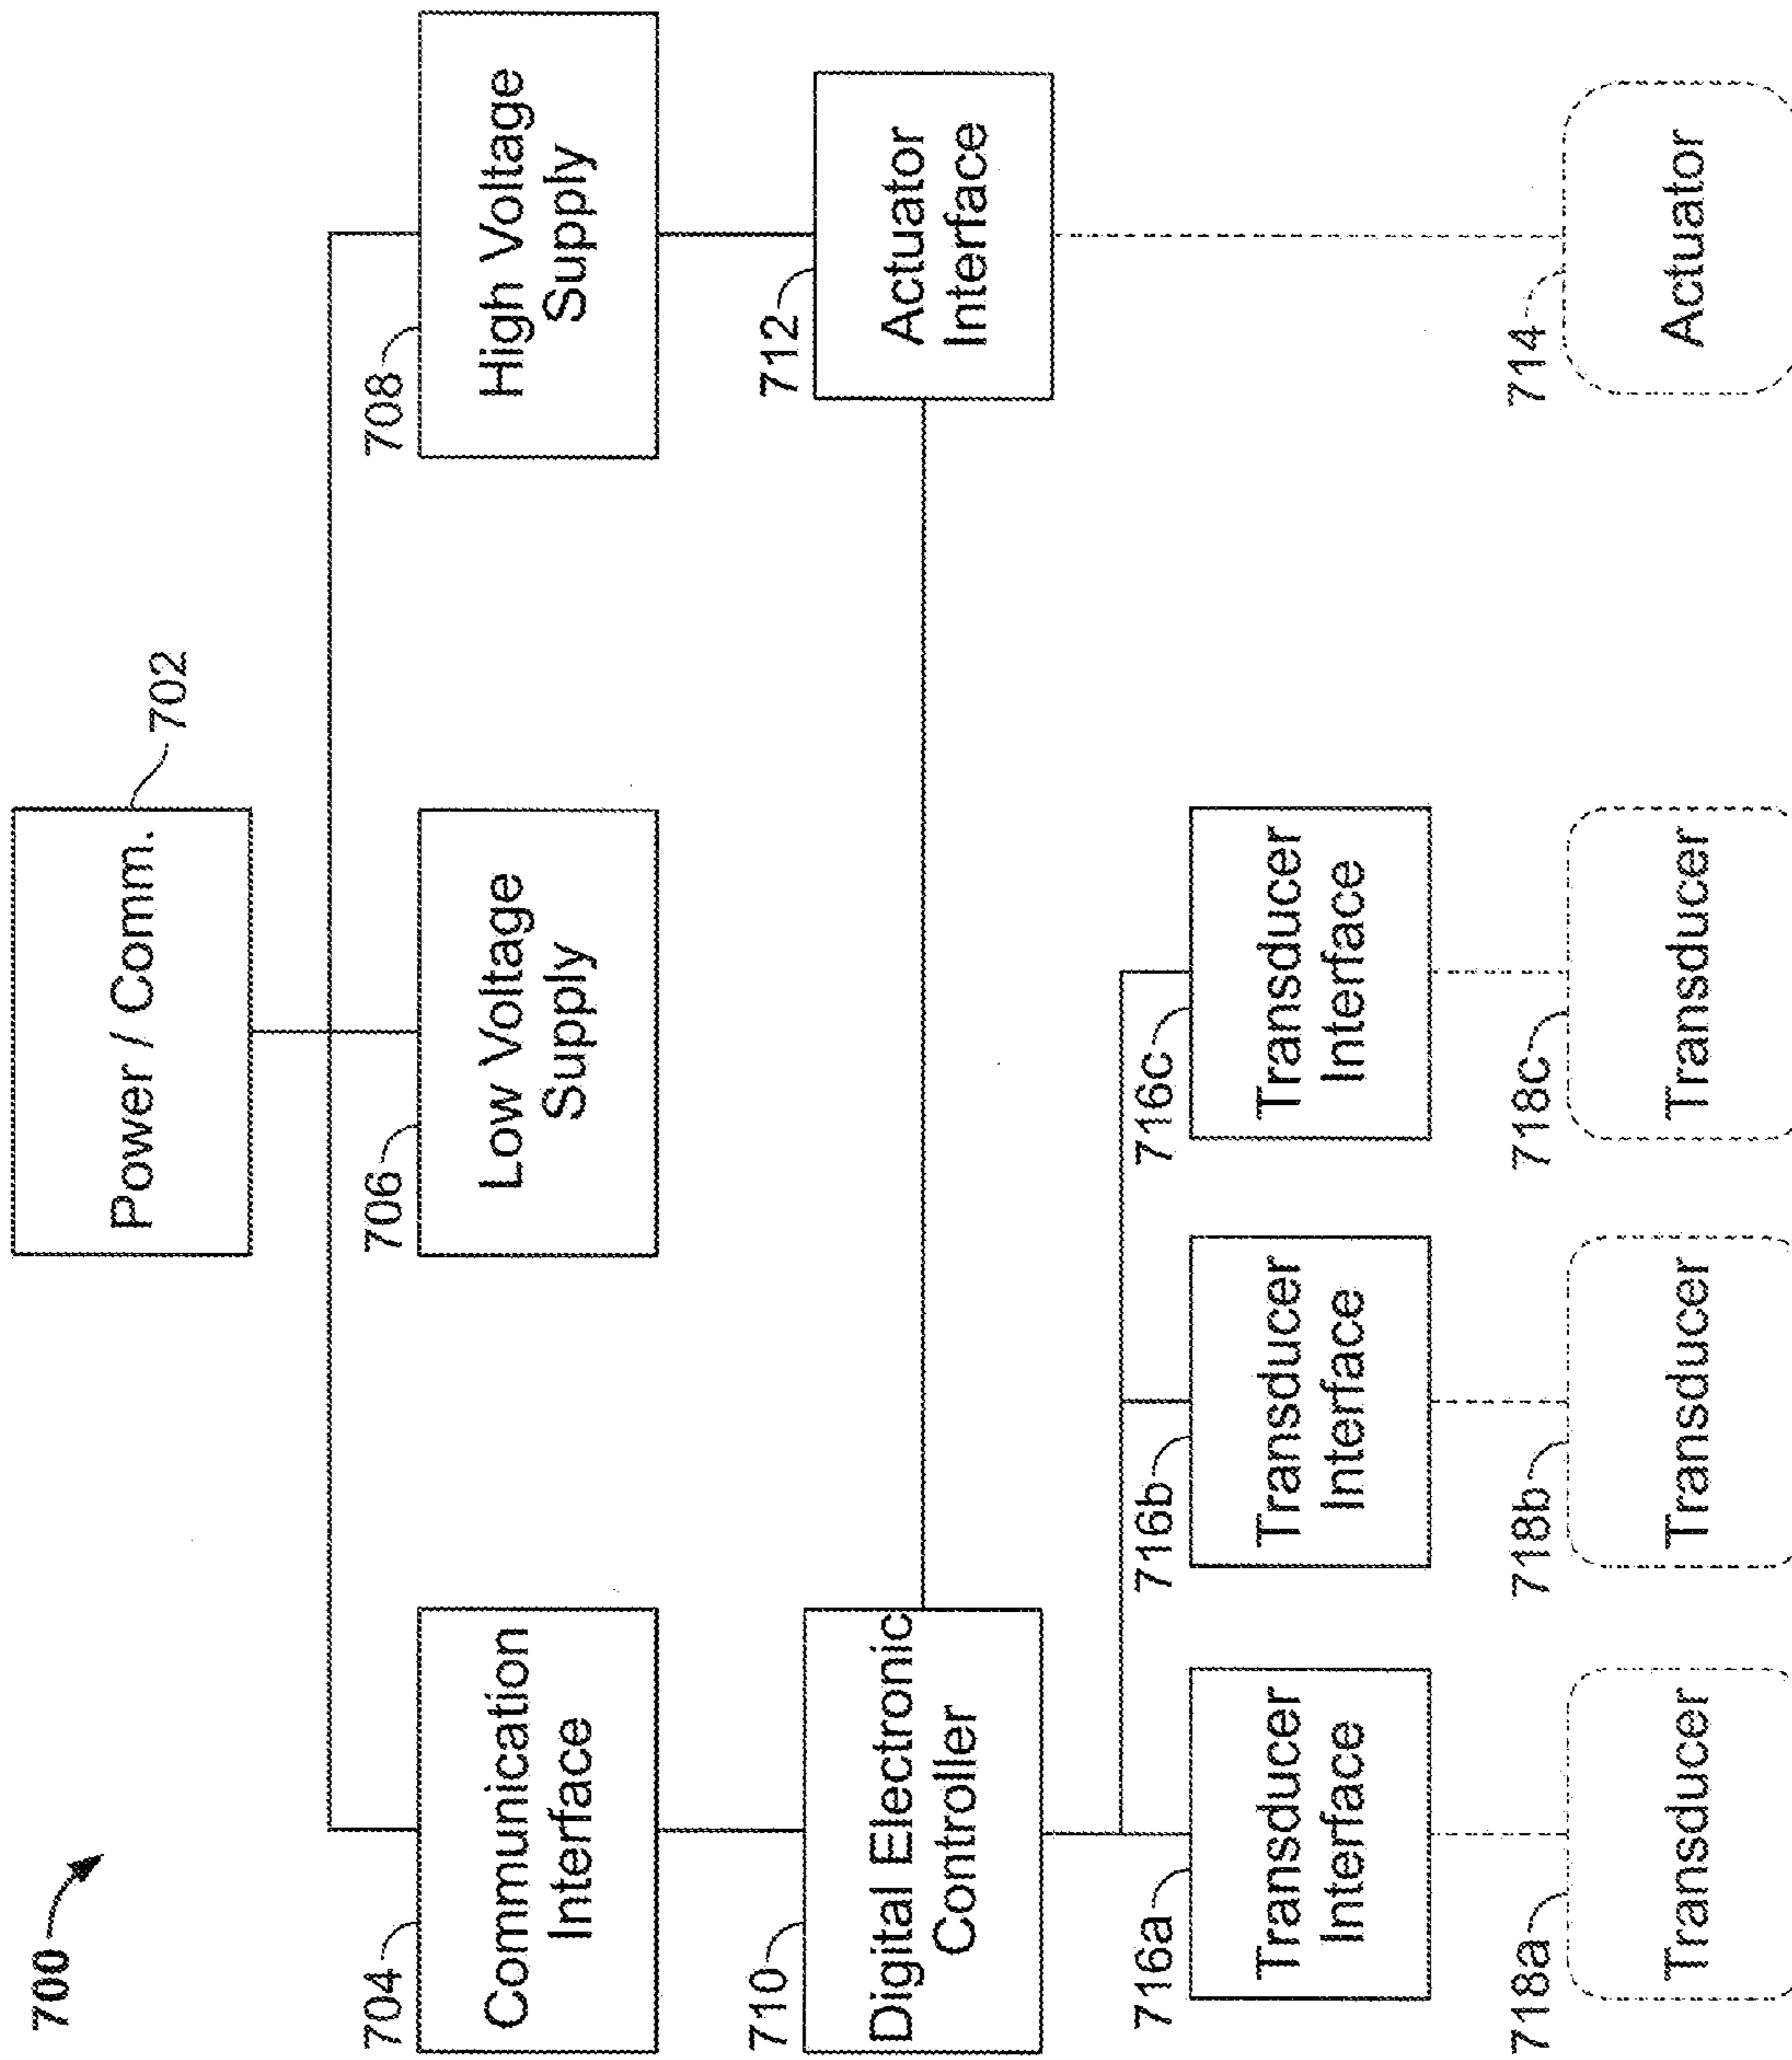 700
Power / Comm.
702
704
Communication
Interface
706
Low Voltage
Supply
708
High Voltage
Supply
710
Digital Electronic
Controller
712
Actuator
Interface
716a
Transducer
Interface
716b
Transducer
Interface
716c
Transducer
Interface
718a
Transducer
718b
Transducer
718c
Transducer
714
Actuator